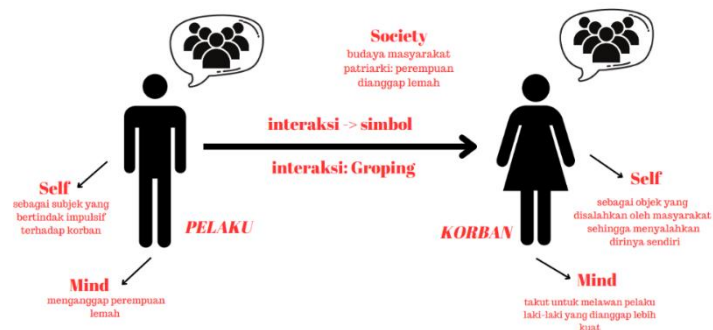 Society
budaya masyarakat
patriarki: perempuan
dianggap lemah
interaksi -> simbol
interaksi: Groping
Self
sebagai subjek yang
bertindak impulsif
terhadap korban
PELAKU
Mind
menganggap perempuan
lemah
KORBAN
Self
sebagai objek yang
disalahkan oleh masyarakat
sehingga menyalahkan
dirinya sendiri
Mind
takut untuk melawan pelaku
laki-laki yang dianggap lebih
kuat